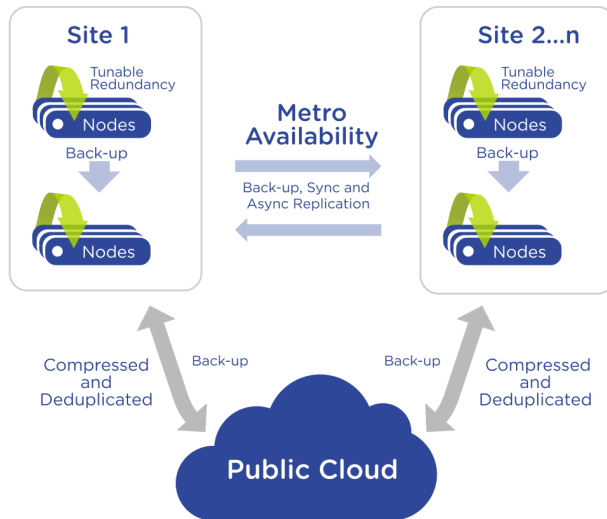 Site 1
Tunable
Redundancy
Nodes
Back-up
Nodes
Metro
Availability
Back-up, Sync and
Async Replication
Site 2...n
Tunable
Redundancy
Nodes
Back-up
Nodes
Compressed
and
Deduplicated
Back-up
Back-up
Compressed
and
Deduplicated
Public Cloud